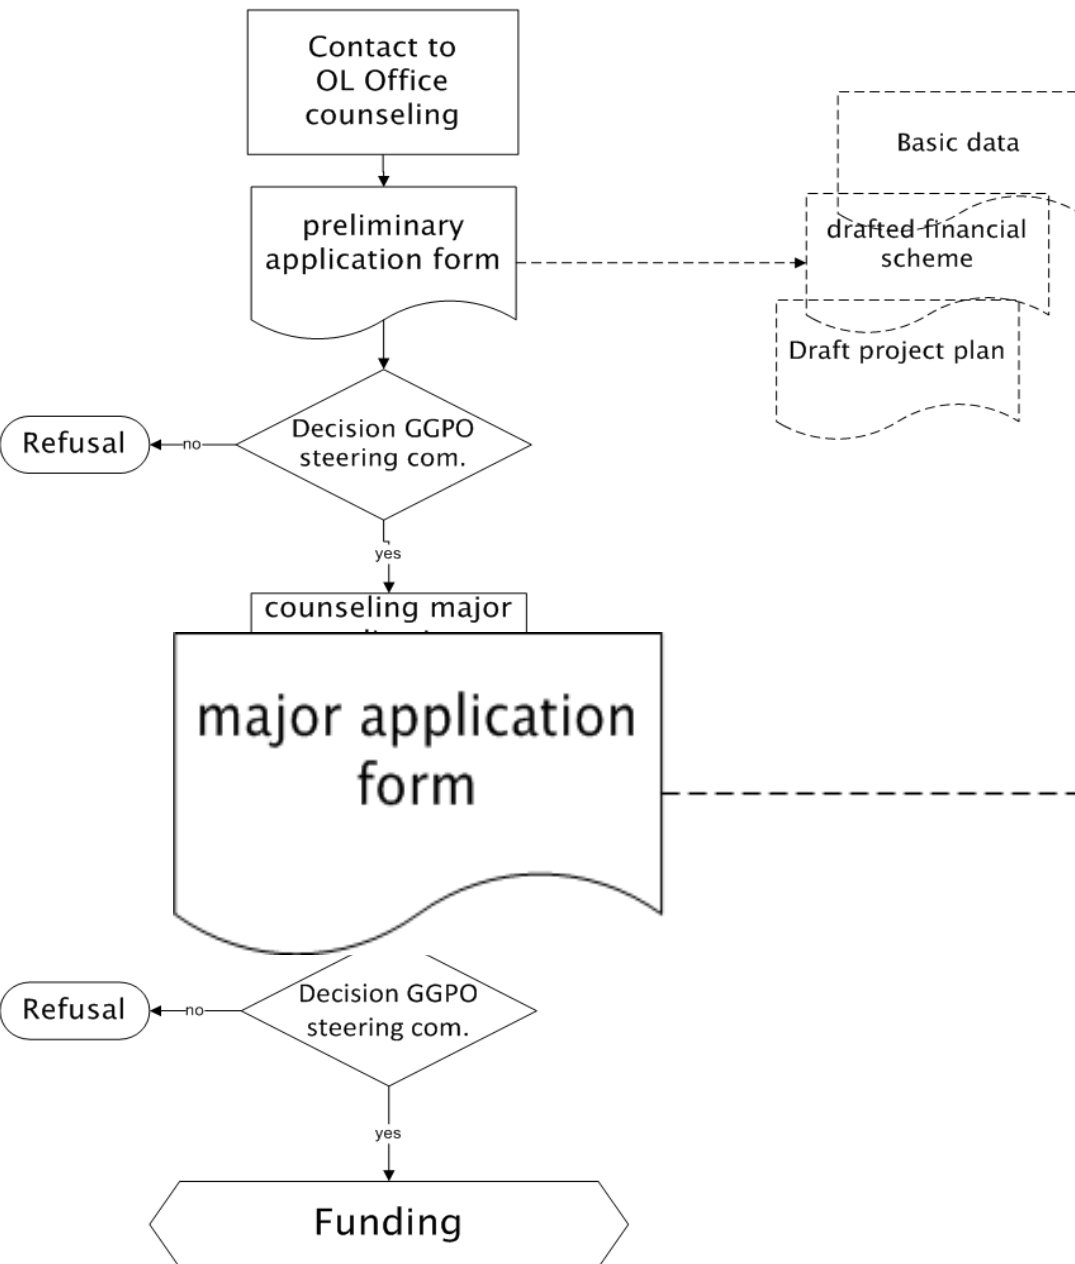 Contact to
OL Office
counseling
Basic data
preliminary
application form
drafted financial
scheme
Draft project plan
Decision GGPO
steering com.
Refusal
no
yes
counseling major
major application
form
Decision GGPO
steering com.
Refusal
no
yes
Funding